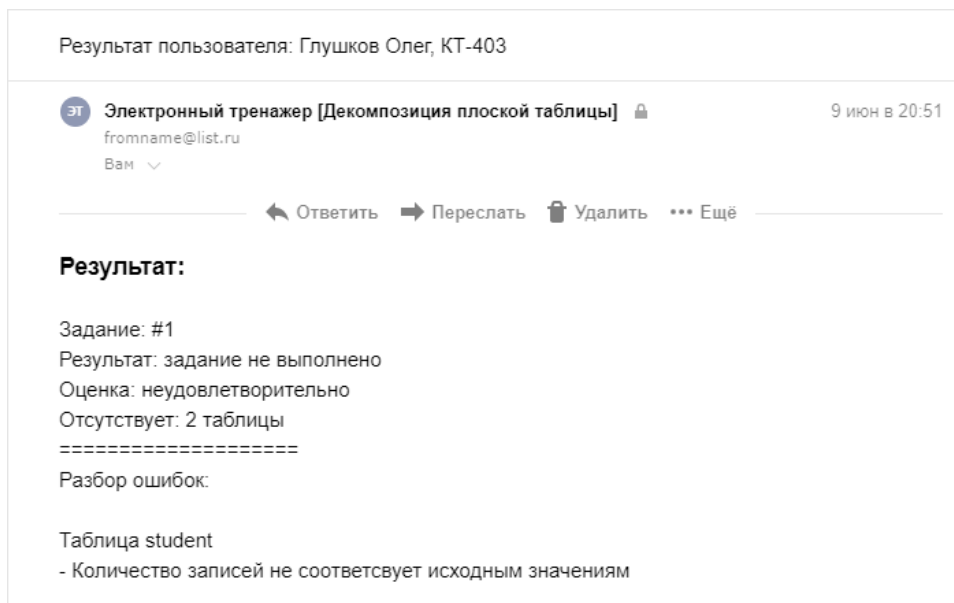 Результат пользователя: Глушков Олег, КТ-403
ЭТ Электронный тренажер [Декомпозиция плоской таблицы] 9 июн в 20:51
fromname@list.ru
Вам
Ответить Переслать Удалить ••• Ещё
Результат:
Задание: #1
Результат: задание не выполнено
Оценка: неудовлетворительно
Отсутствует: 2 таблицы
====================
Разбор ошибок:
Таблица student
- Количество записей не соответсвует исходным значениям